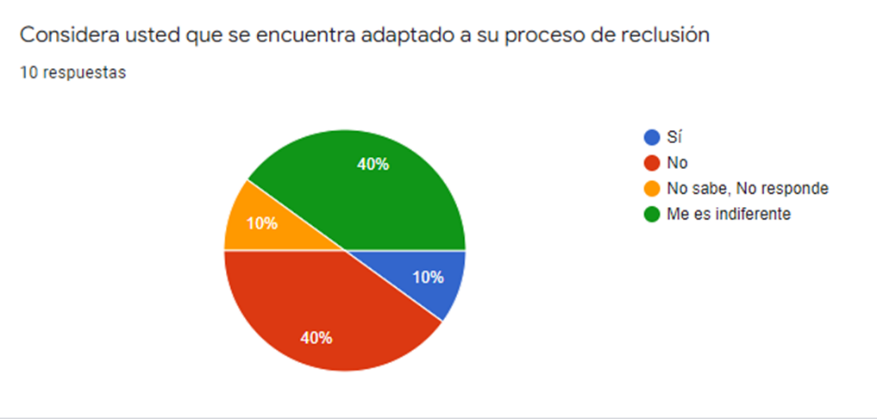 Considera usted que se encuentra adaptado a su proceso de reclusión
10 respuestas
40%
10%
10%
40%
Sí
No
No sabe, No responde
Me es indiferente